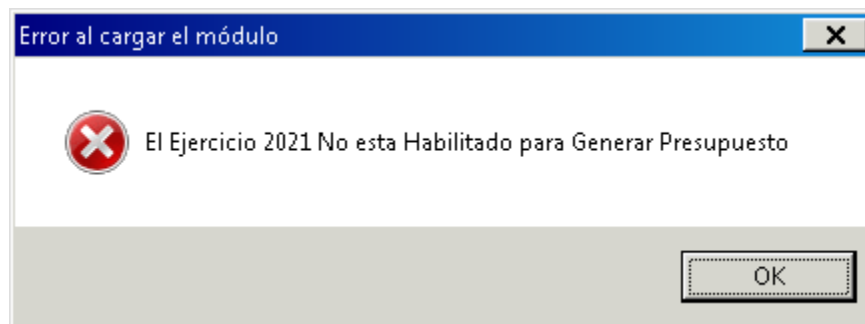 Error al cargar el módulo
El Ejercicio 2021 No esta Habilitado para Generar Presupuesto
OK